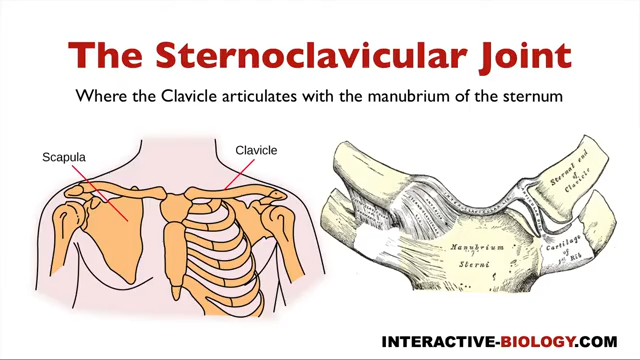 The Sternoclavicular Joint
Where the Clavicle articulates with the manubrium of the sternum
Scapula
Clavicle
Sternal end
of
Clavicle
Manubrium
Sterni
Cartilage
of
1st Rib
INTERACTIVE-BIOLOGY.COM